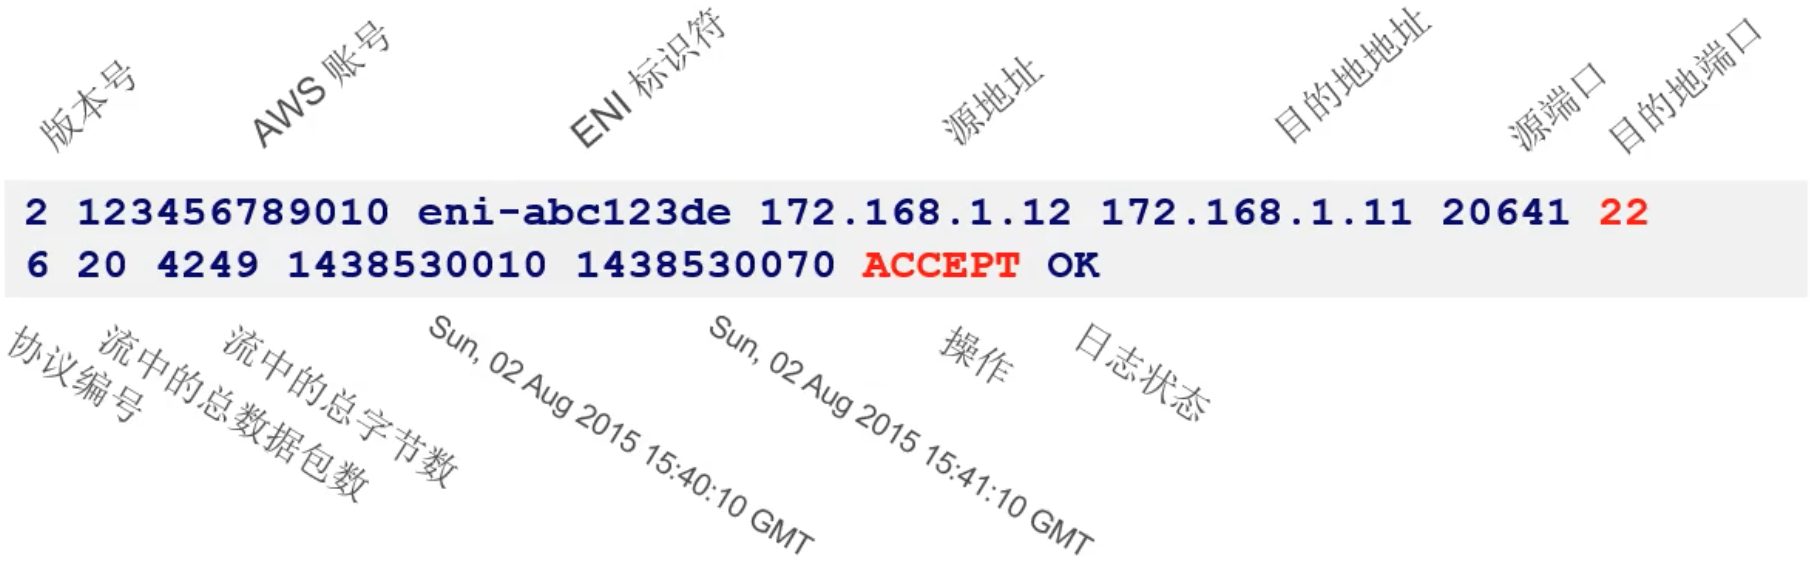 版本号
AWS 账号
ENI 标识符
源地址
目的地地址
源端口
目的地端口
2 123456789010 eni-abc123de 172.168.1.12 172.168.1.11 20641 22
6 20 4249 1438530010 1438530070 ACCEPT OK
协议编号
流中的总数据包数
流中的总字节数
Sun, 02 Aug 2015 15:40:10 GMT
Sun, 02 Aug 2015 15:41:10 GMT
操作
日志状态